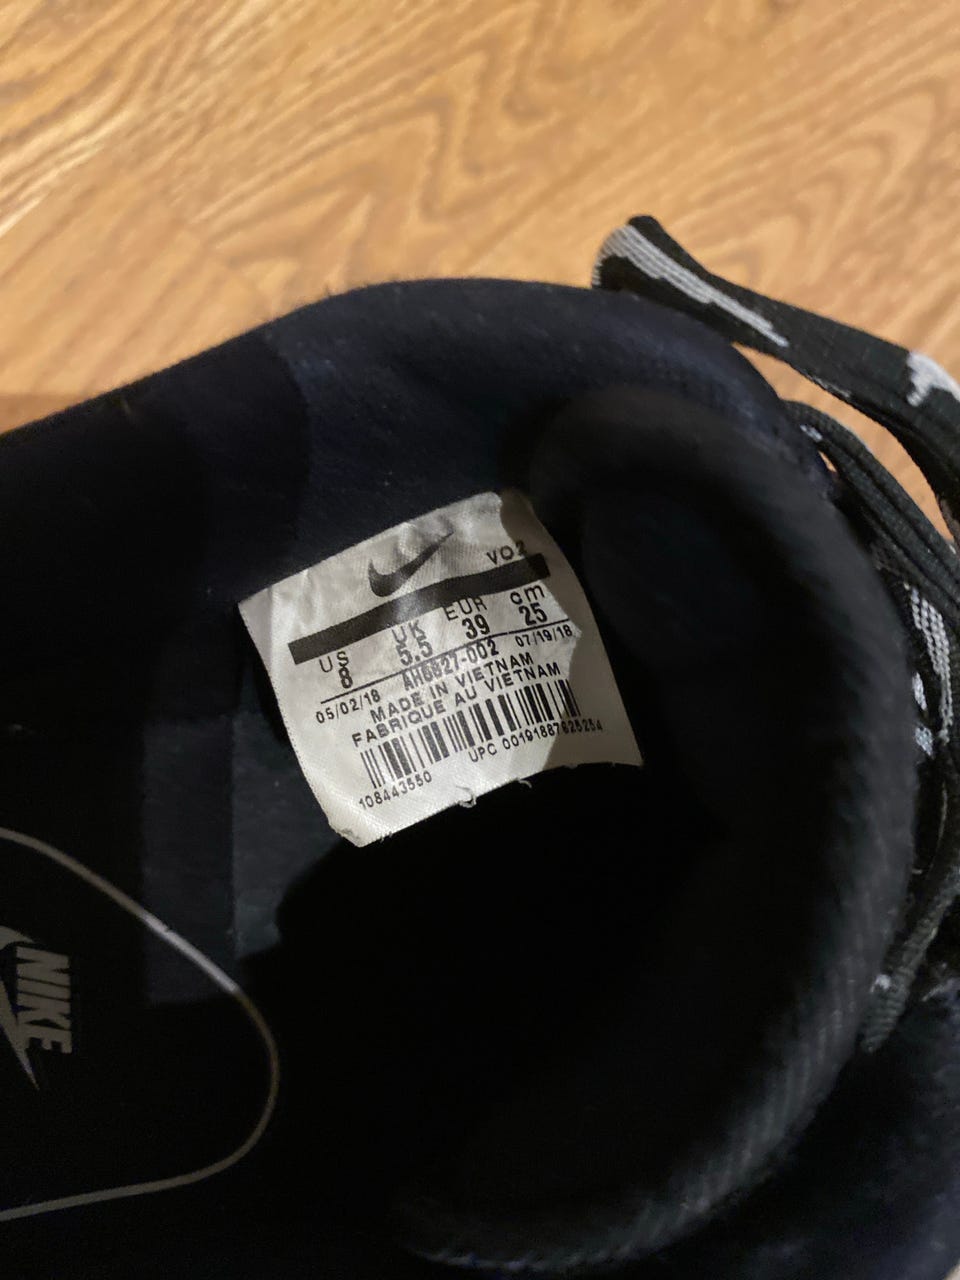 VO2
US UK EUR cm
8 5.5 39 25
05/02/18 AH6827-002 07/19/18
MADE IN VIETNAM
FABRIQUE AU VIETNAM
108443550 UPC 00191887625254
NIKE